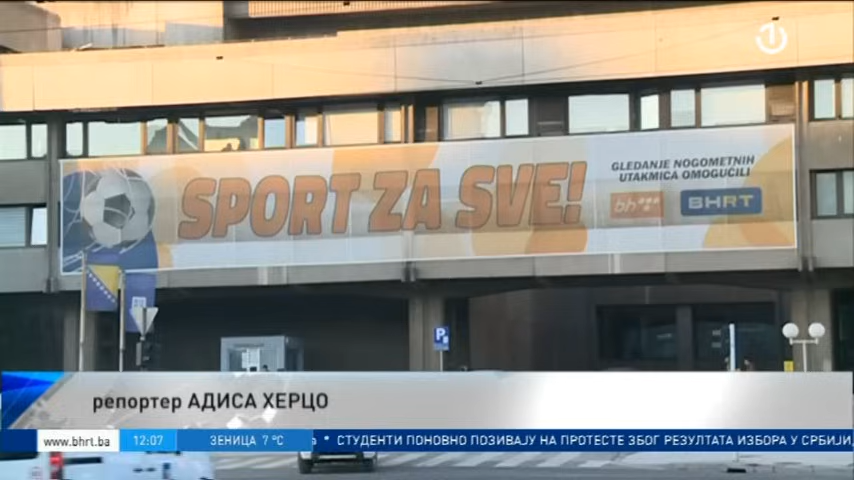 1
SPORT ZA SVE!
GLEDANJE NOGOMETNIH
UTAKMICA OMOGUĆILI
bh
BHRT
P
репортер АДИСА ХЕРЦО
www.bhrt.ba 12:07 ЗЕНИЦА 7°C % * СТУДЕНТИ ПОНОВНО ПОЗИВАЈУ НА ПРОТЕСТЕ ЗБОГ РЕЗУЛТАТА ИЗБОРА У СРБИЈИ,